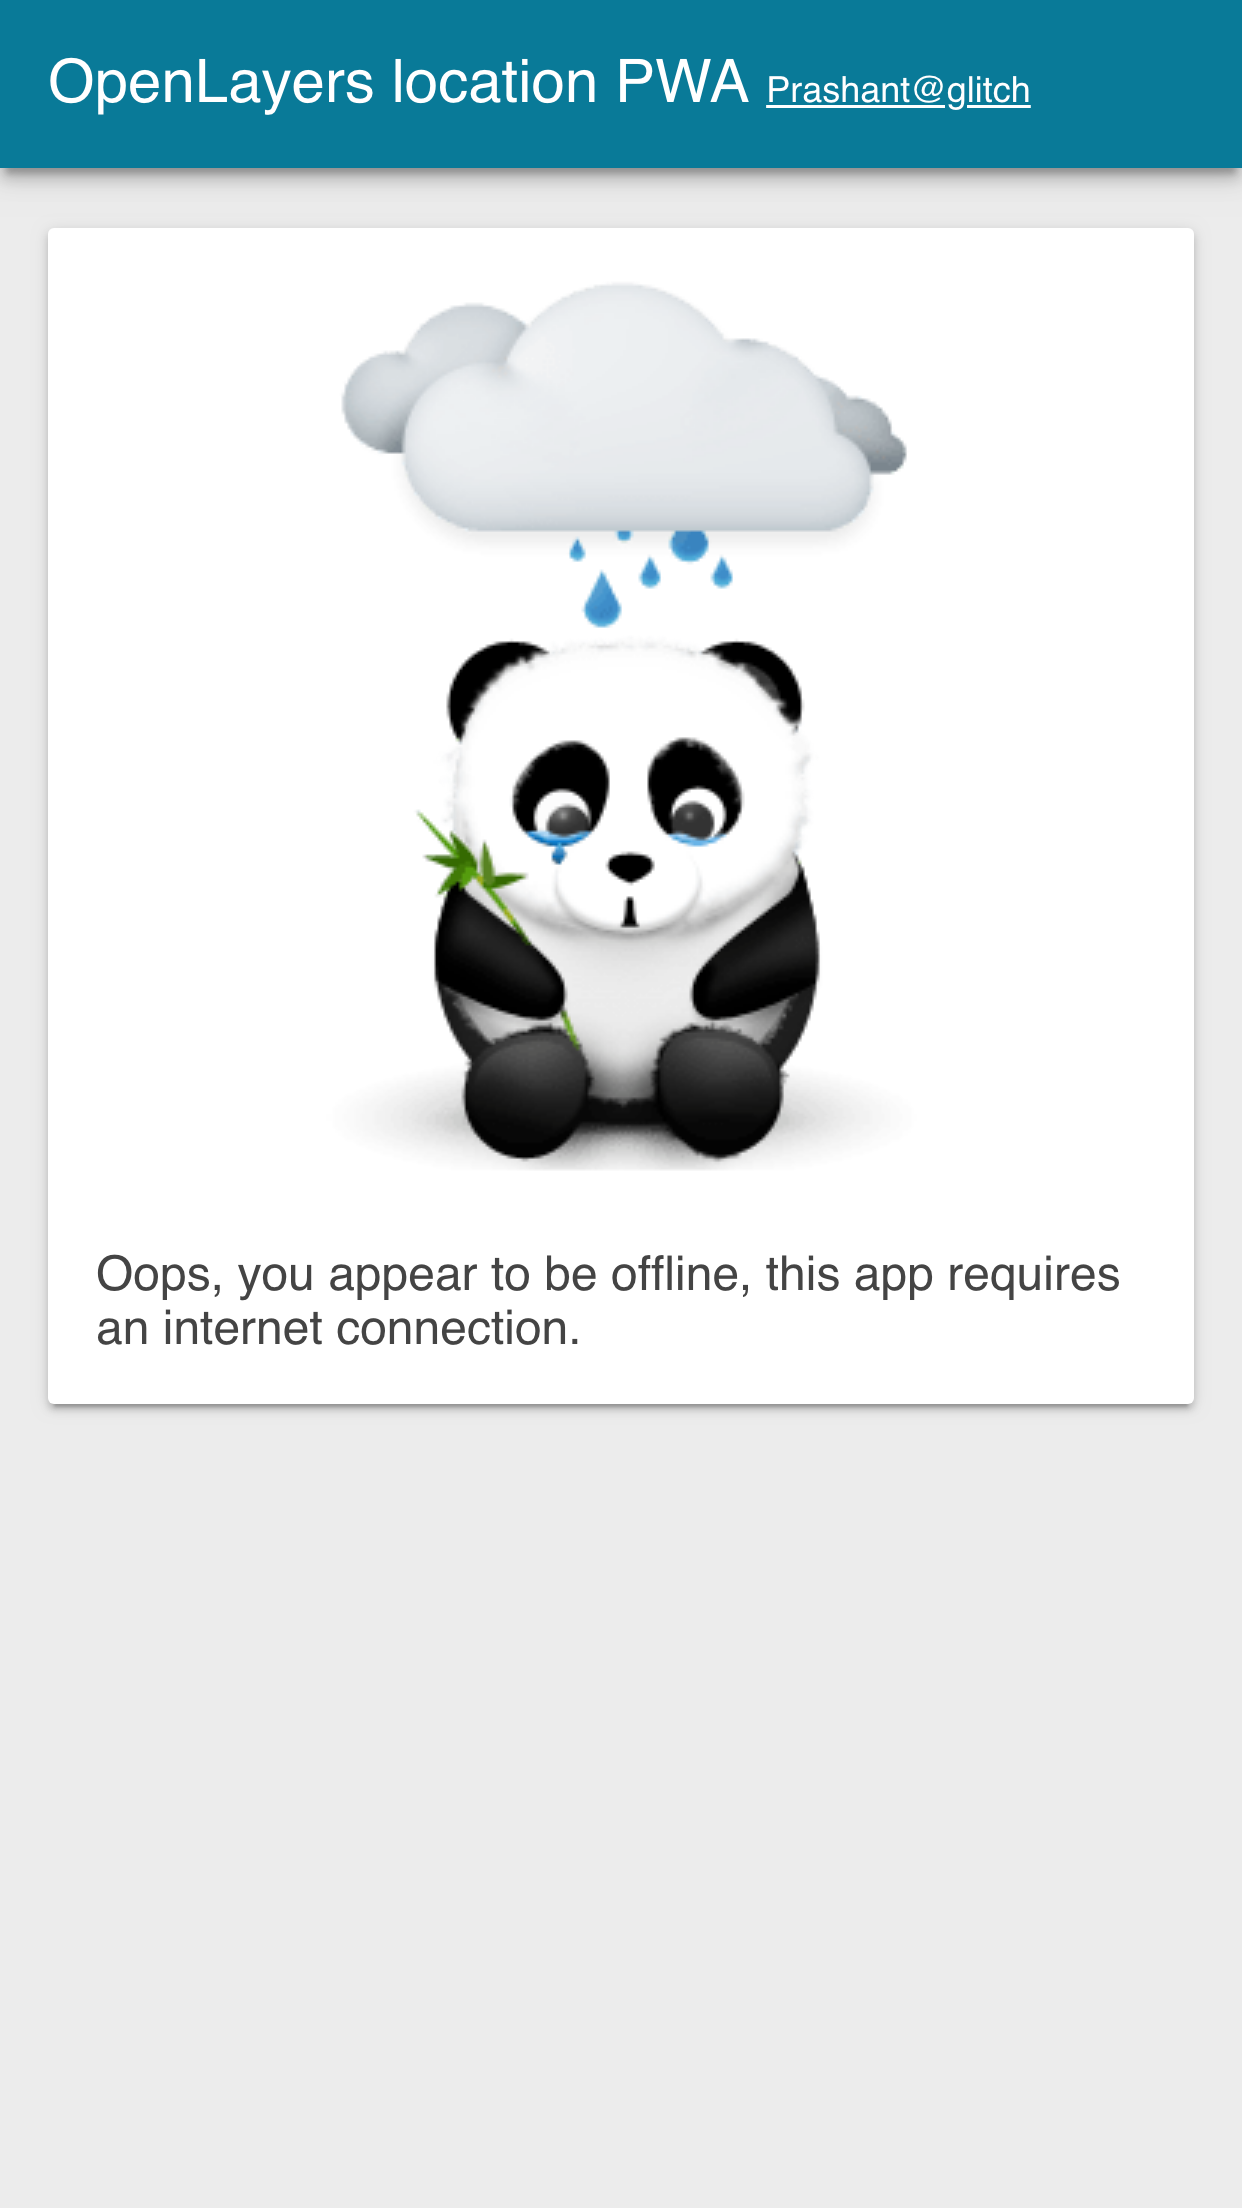 OpenLayers location PWA Prashant@glitch
Oops, you appear to be offline, this app requires
an internet connection.